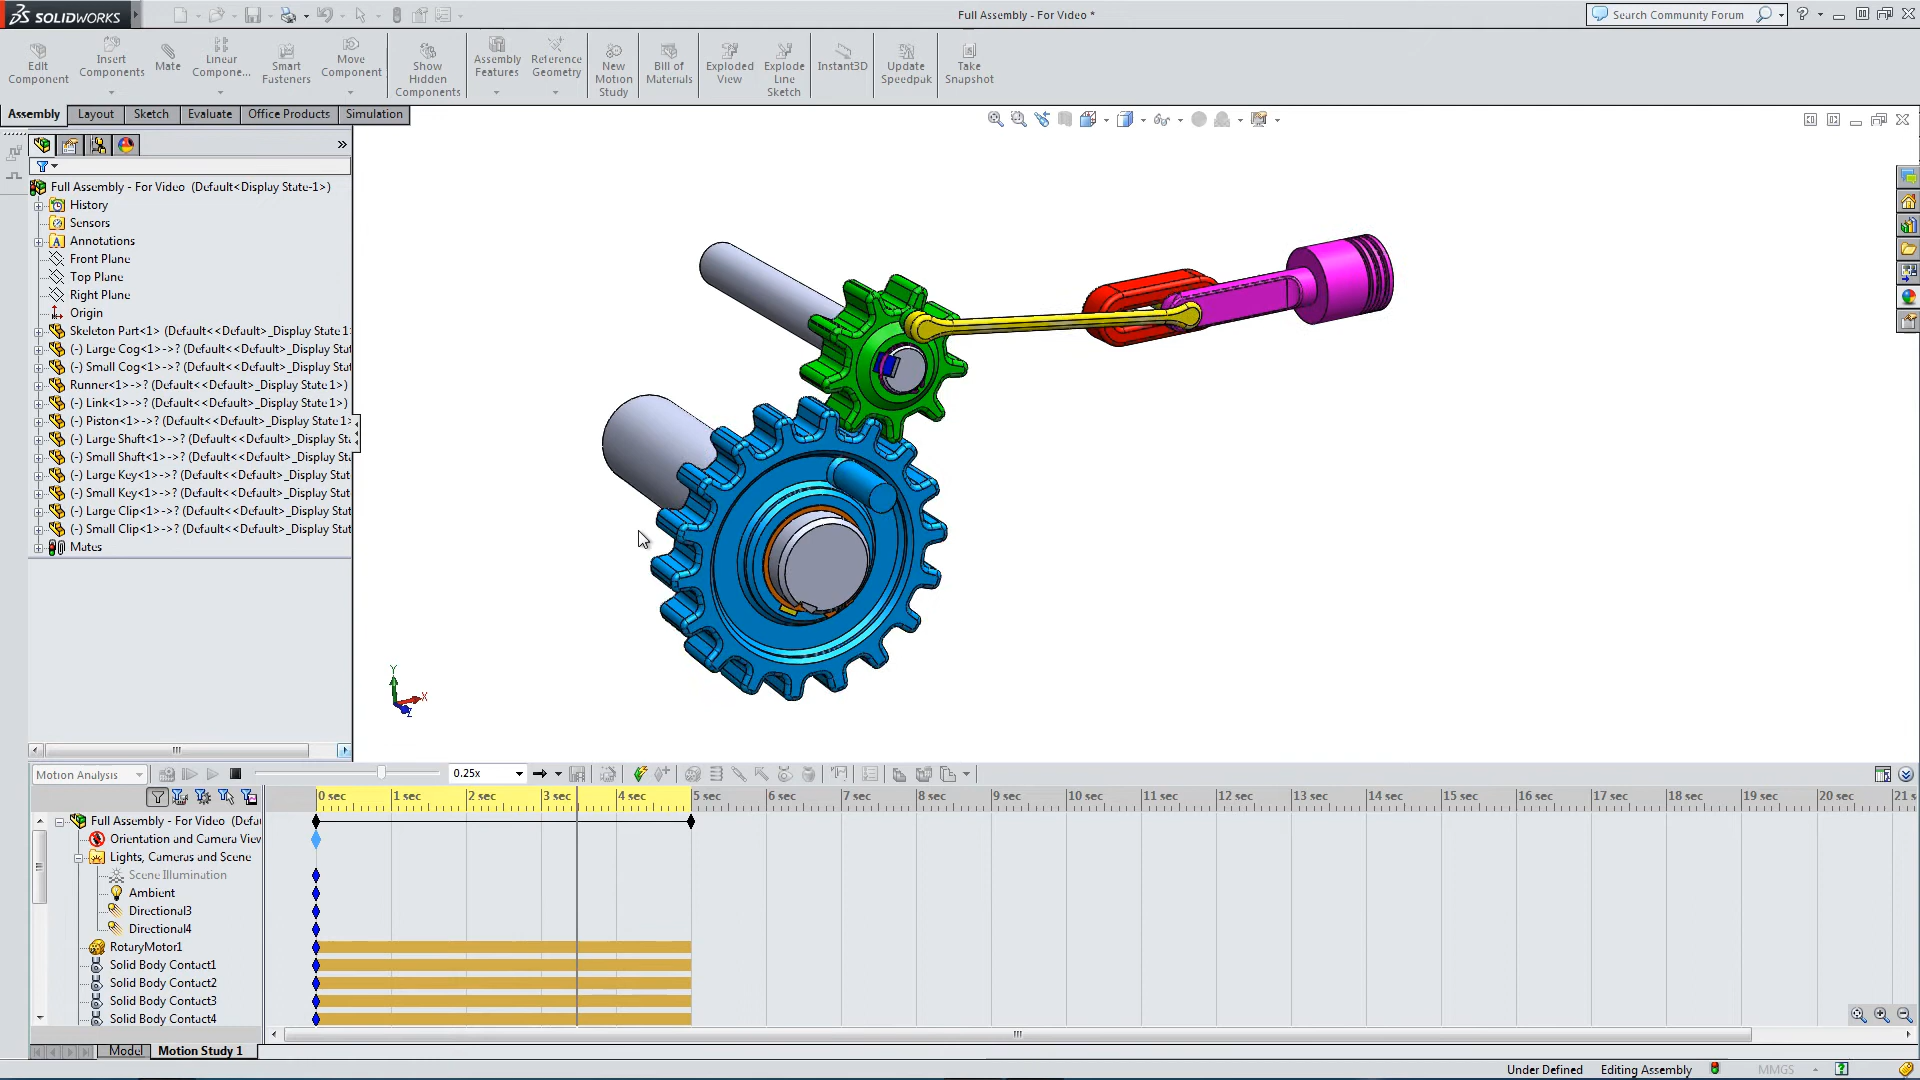 SOLIDWORKS
Full Assembly - For Video *
Search Community Forum
Edit Component
Insert Components
Mate
Linear Compone...
Smart Fasteners
Move Component
Show Hidden Components
Assembly Features
Reference Geometry
New Motion Study
Bill of Materials
Exploded View
Explode Line Sketch
Instant3D
Update Speedpak
Take Snapshot
Assembly Layout Sketch Evaluate Office Products Simulation
Full Assembly - For Video (Default<Display State-1>)
History
Sensors
Annotations
Front Plane
Top Plane
Right Plane
Origin
Skeleton Part<1> (Default<<Default>_Display State 1
(-) Large Cog<1>->? (Default<<Default>_Display Stat
(-) Small Cog<1>->? (Default<<Default>_Display Stat
Runner<1>->? (Default<<Default>_Display State 1>)
(-) Link<1>->? (Default<<Default>_Display State 1>)
(-) Piston<1>->? (Default<<Default>_Display State 1>
(-) Large Shaft<1>->? (Default<<Default>_Display Sta
(-) Small Shaft<1>->? (Default<<Default>_Display Sta
(-) Large Key<1>->? (Default<<Default>_Display Stat
(-) Small Key<1>->? (Default<<Default>_Display Stat
(-) Large Clip<1>->? (Default<<Default>_Display Stat
(-) Small Clip<1>->? (Default<<Default>_Display Stat
Mates
Y
X
Z
Motion Analysis
0.25x
0 sec 1 sec 2 sec 3 sec 4 sec 5 sec 6 sec 7 sec 8 sec 9 sec 10 sec 11 sec 12 sec 13 sec 14 sec 15 sec 16 sec 17 sec 18 sec 19 sec 20 sec 21 s
Full Assembly - For Video (Defau
Orientation and Camera View
Lights, Cameras and Scene
Scene Illumination
Ambient
Directional3
Directional4
RotaryMotor1
Solid Body Contact1
Solid Body Contact2
Solid Body Contact3
Solid Body Contact4
Model Motion Study 1
Under Defined Editing Assembly MMGS